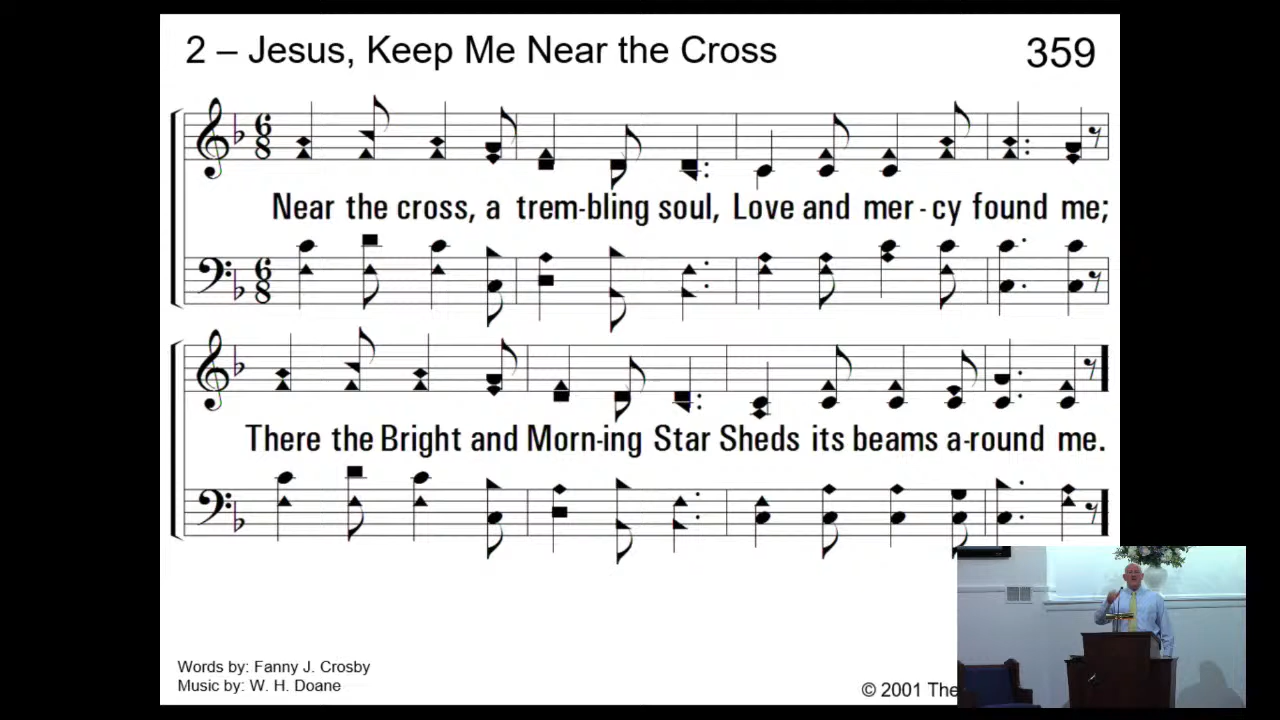 2 – Jesus, Keep Me Near the Cross 359
Near the cross, a trem-bling soul, Love and mer-cy found me;
There the Bright and Morn-ing Star Sheds its beams a-round me.
Words by: Fanny J. Crosby
Music by: W. H. Doane
© 2001 The